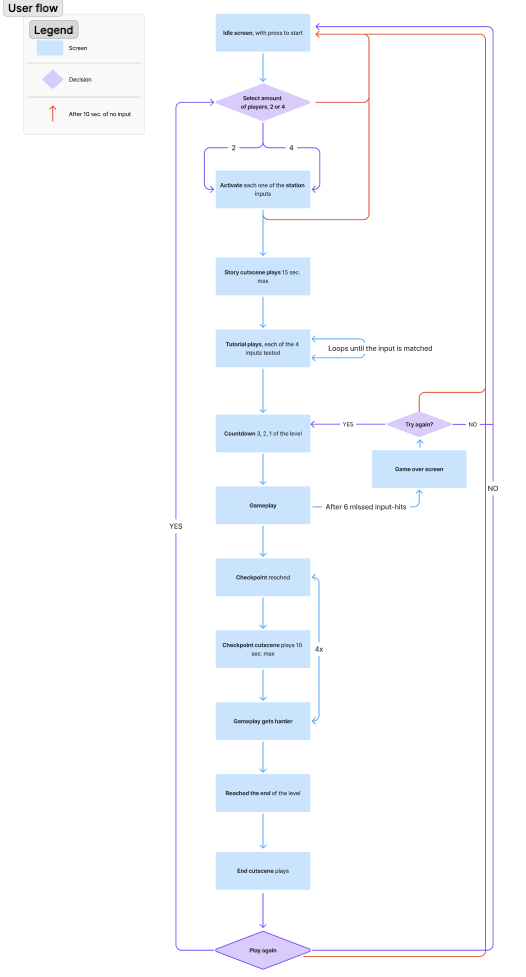 User flow
Legend
Screen
Decision
After 10 sec. of no input
Idle screen, with press to start
Select amount
of players, 2 or 4
2
4
Activate each one of the station
inputs
Story cutscene plays 15 sec.
max
Tutorial plays, each of the 4
inputs tested
Loops until the input is matched
Countdown 3, 2, 1 of the level
YES
Try again?
NO
Game over screen
NO
Gameplay
After 6 missed input-hits
YES
Checkpoint reached
Checkpoint cutscene plays 10
sec. max
4x
Gameplay gets harder
Reached the end of the level
End cutscene plays
Play again